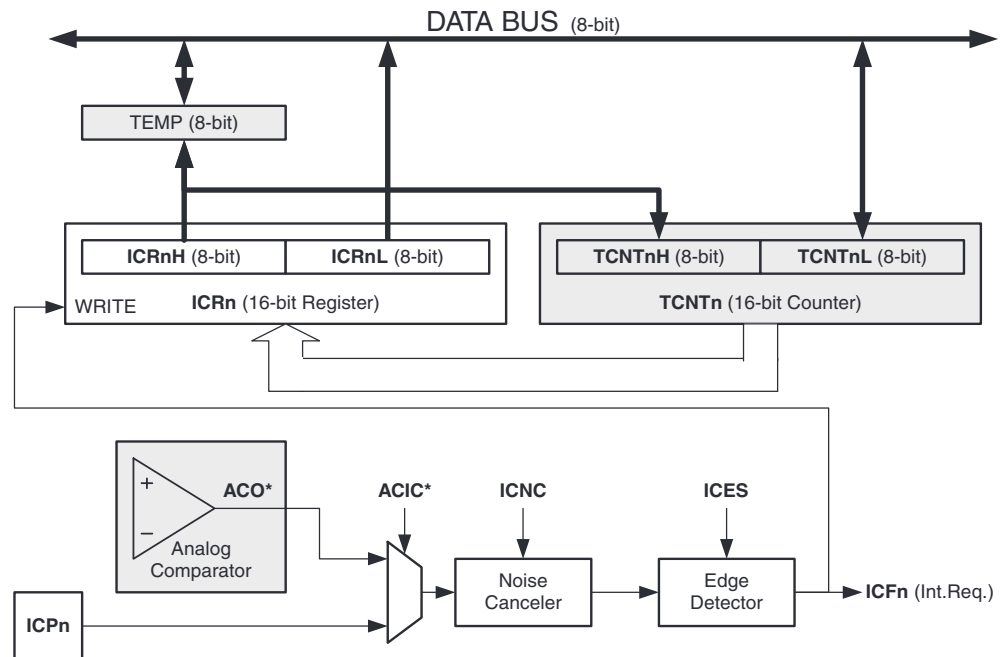 DATA BUS (8-bit)
TEMP (8-bit)
ICRnH (8-bit) ICRnL (8-bit) TCNTnH (8-bit) TCNTnL (8-bit)
WRITE ICRn (16-bit Register) TCNTn (16-bit Counter)
+
ACO* ACIC* ICNC ICES
−
Analog
Comparator
Noise
Canceler
Edge
Detector
ICFn (Int.Req.)
ICPn